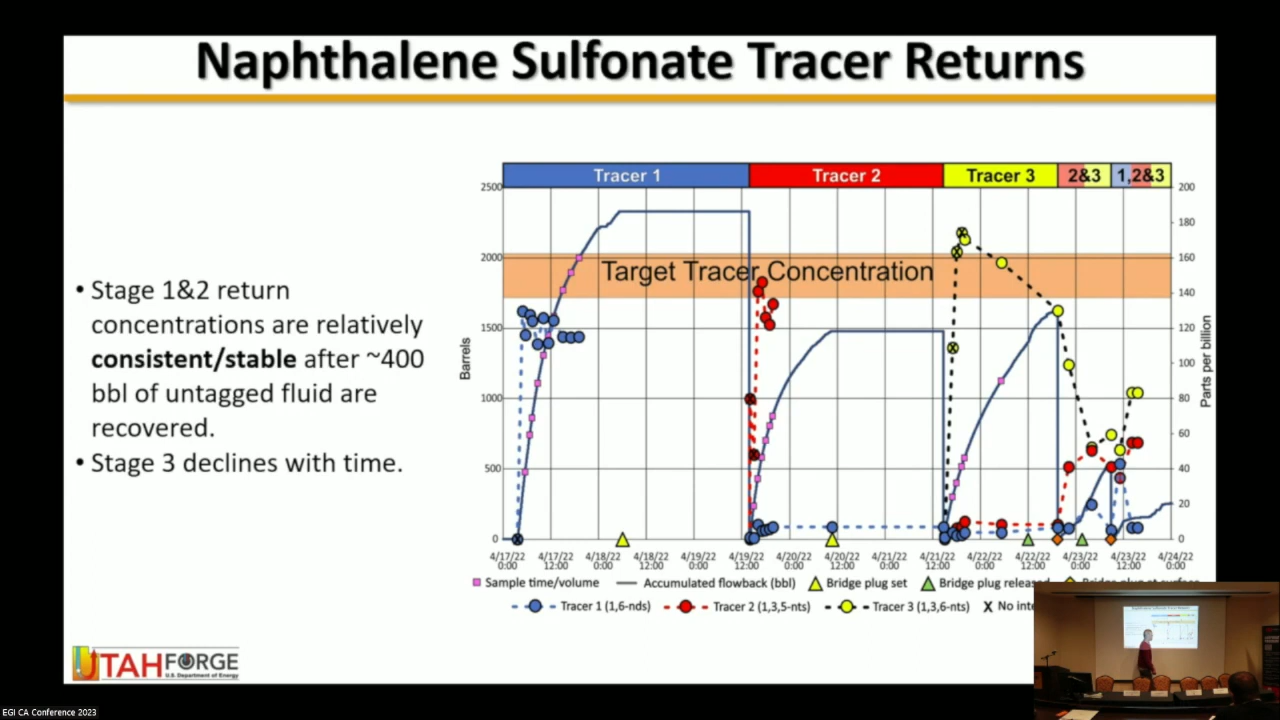 Naphthalene Sulfonate Tracer Returns
• Stage 1&2 return
concentrations are relatively
consistent/stable after ~400
bbl of untagged fluid are
recovered.
• Stage 3 declines with time.
Tracer 1
Tracer 2
Tracer 3
2&3
1,2&3
Target Tracer Concentration
Barrels
2500
2000
1500
1000
500
0
Parts per billion
200
180
160
140
120
100
80
60
40
20
0
4/17/22 0:00
4/17/22 12:00
4/18/22 0:00
4/18/22 12:00
4/19/22 0:00
4/19/22 12:00
4/20/22 0:00
4/20/22 12:00
4/21/22 0:00
4/21/22 12:00
4/22/22 0:00
4/22/22 12:00
4/23/22 0:00
4/23/22 12:00
4/24/22 0:00
Sample time/volume
Accumulated flowback (bbl)
Bridge plug set
Bridge plug released
Tracer 1 (1,6-nds)
Tracer 2 (1,3,5-nts)
Tracer 3 (1,3,6-nts)
X No
UTAH FORGE
U.S. Department of Energy
EGI CA Conference 2023